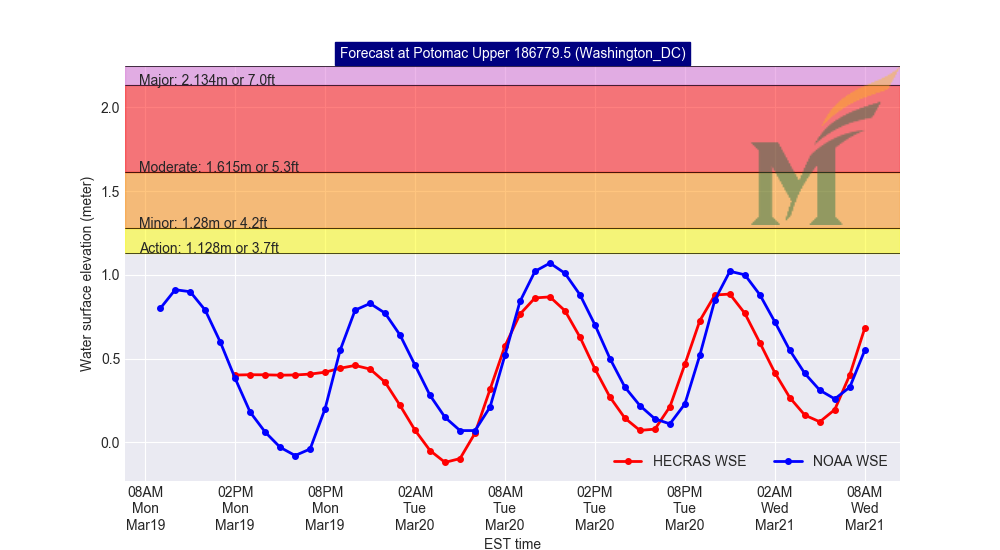 Forecast at Potomac Upper 186779.5 (Washington_DC)
Major: 2.134m or 7.0ft
2.0
Moderate: 1.615m or 5.3ft
1.5
Minor: 1.28m or 4.2ft
Action: 1.128m or 3.7ft
1.0
0.5
0.0
Water surface elevation (meter)
M
HECRAS WSE NOAA WSE
08AM 02PM 08PM 02AM 08AM 02PM 08PM 02AM 08AM
Mon Mon Mon Tue Tue Tue Tue Wed Wed
Mar19 Mar19 Mar19 Mar20 Mar20 Mar20 Mar20 Mar21 Mar21
EST time